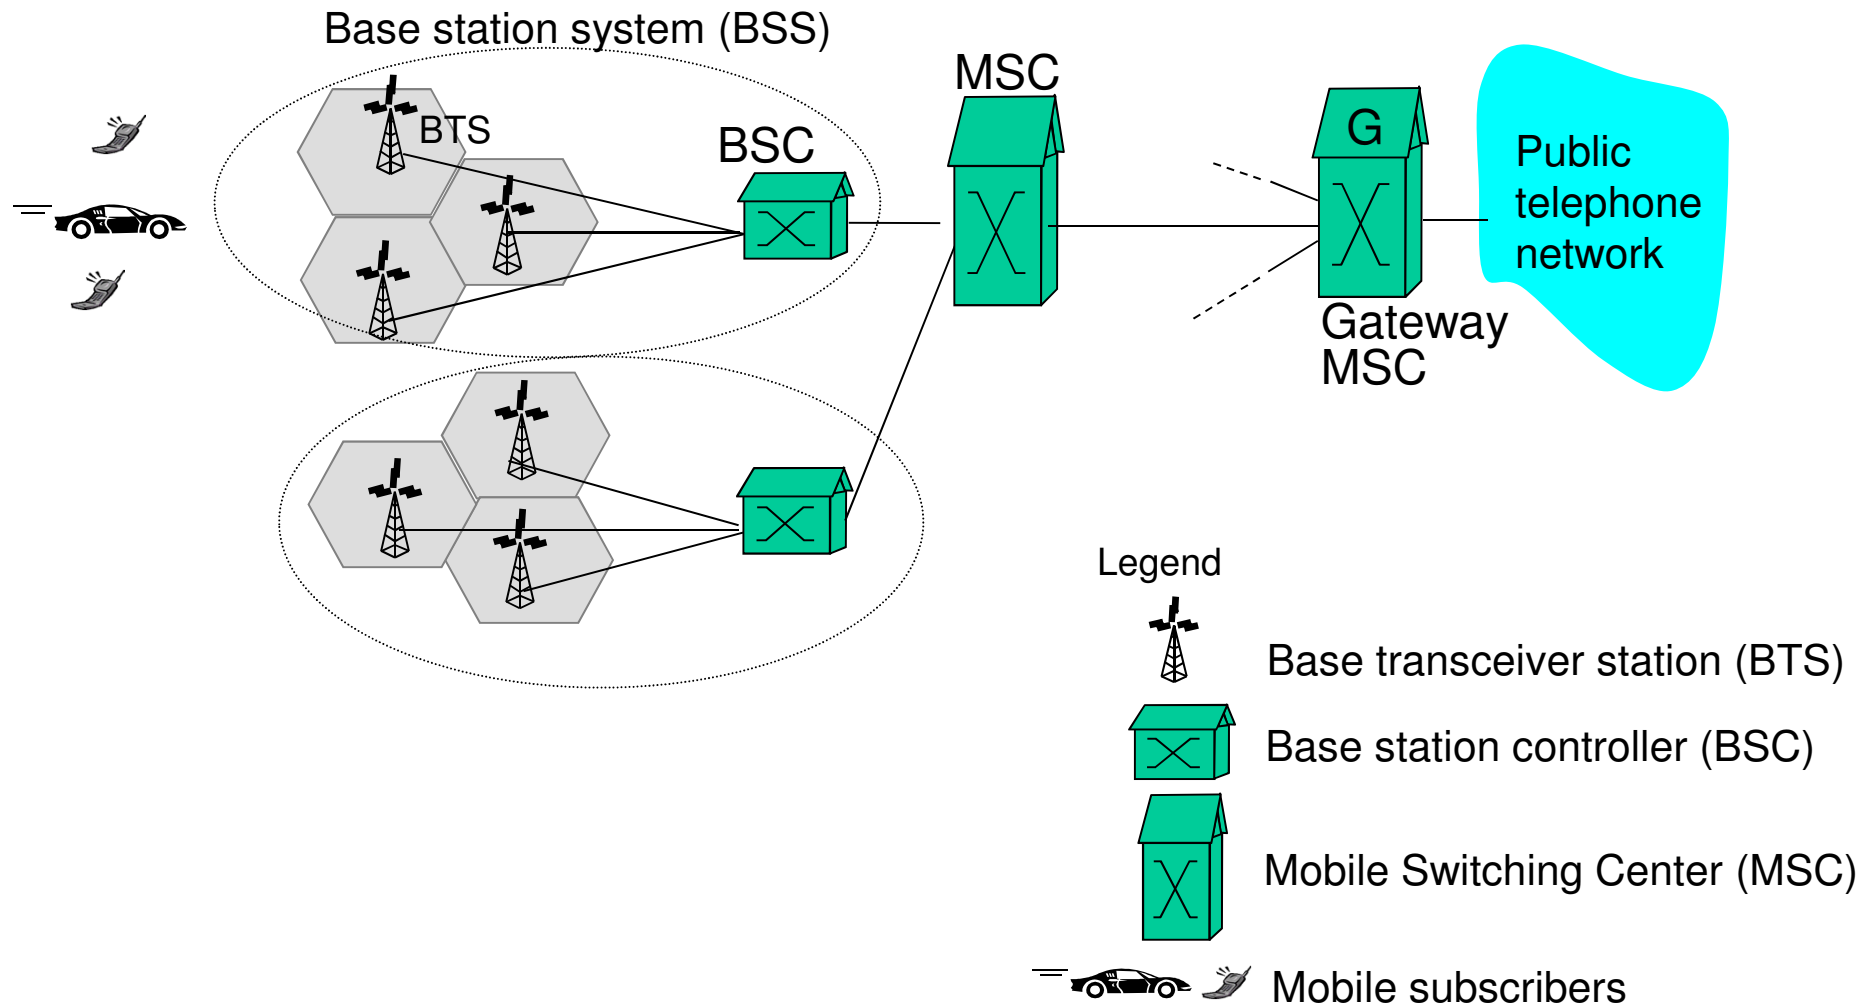 Base station system (BSS)
MSC
BTS
BSC
G
Public
telephone
network
Gateway
MSC
Legend
Base transceiver station (BTS)
Base station controller (BSC)
Mobile Switching Center (MSC)
Mobile subscribers